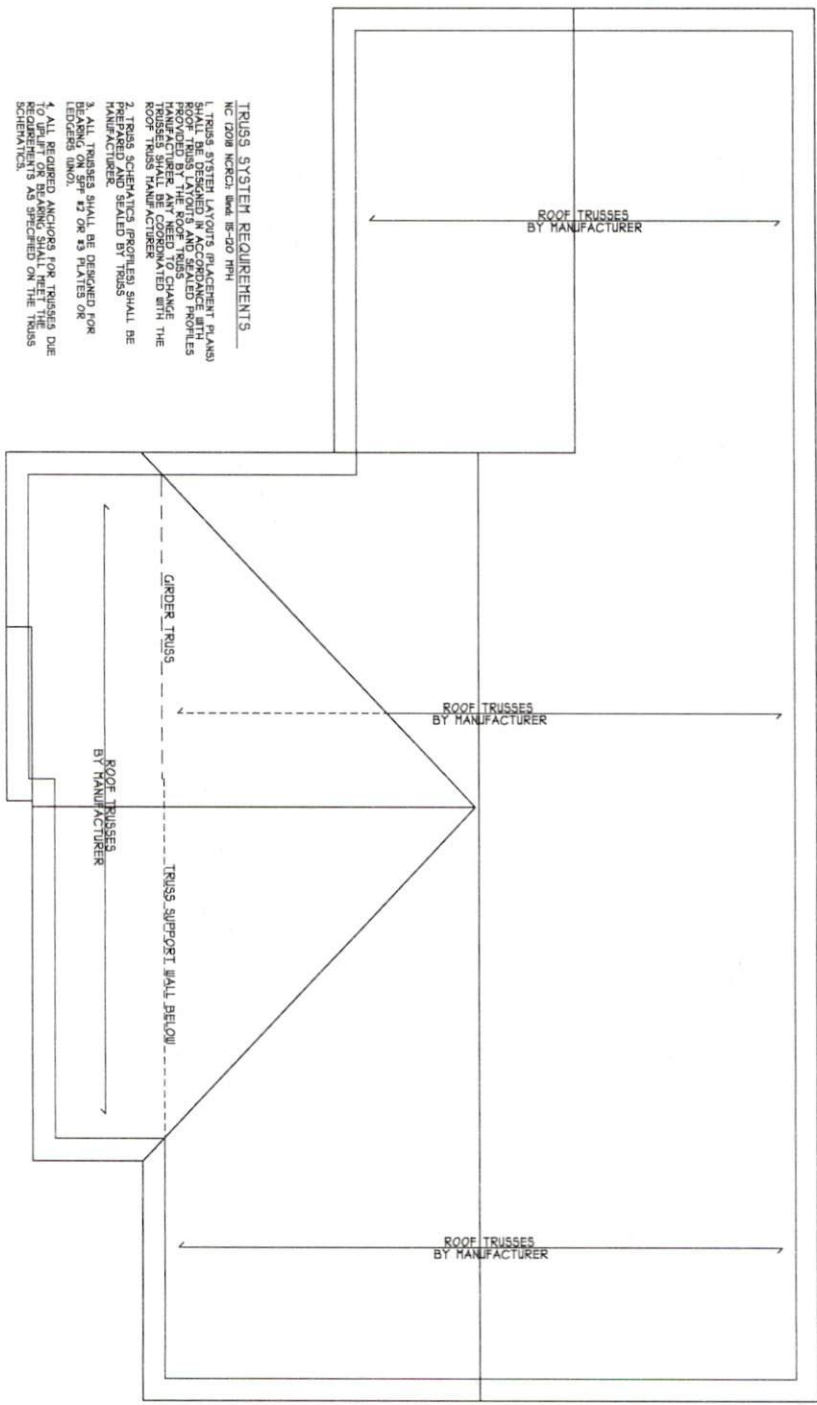 TRUSS SYSTEM REQUIREMENTS
NC (2018 NCRC): Wind: 115-120 MPH
1. TRUSS SYSTEM LAYOUTS (PLACEMENT PLANS)
SHALL BE DESIGNED IN ACCORDANCE WITH
ROOF TRUSS LAYOUTS AND SEALED PROFILES
PROVIDED BY THE ROOF TRUSS
MANUFACTURER. ANY NEED TO CHANGE
TRUSSES SHALL BE COORDINATED WITH THE
ROOF TRUSS MANUFACTURER
2. TRUSS SCHEMATICS (PROFILES) SHALL BE
PREPARED AND SEALED BY TRUSS
MANUFACTURER.
3. ALL TRUSSES SHALL BE DESIGNED FOR
BEARING ON SPF #2 OR #3 PLATES OR
LEDGERS (UNO).
4. ALL REQUIRED ANCHORS FOR TRUSSES DUE
TO UPLIFT OR BEARING SHALL MEET THE
REQUIREMENTS AS SPECIFIED ON THE TRUSS
SCHEMATICS.
ROOF TRUSSES
BY MANUFACTURER
ROOF TRUSSES
BY MANUFACTURER
ROOF TRUSSES
BY MANUFACTURER
GIRDER TRUSS
TRUSS SUPPORT WALL BELOW
ROOF TRUSSES
BY MANUFACTURER